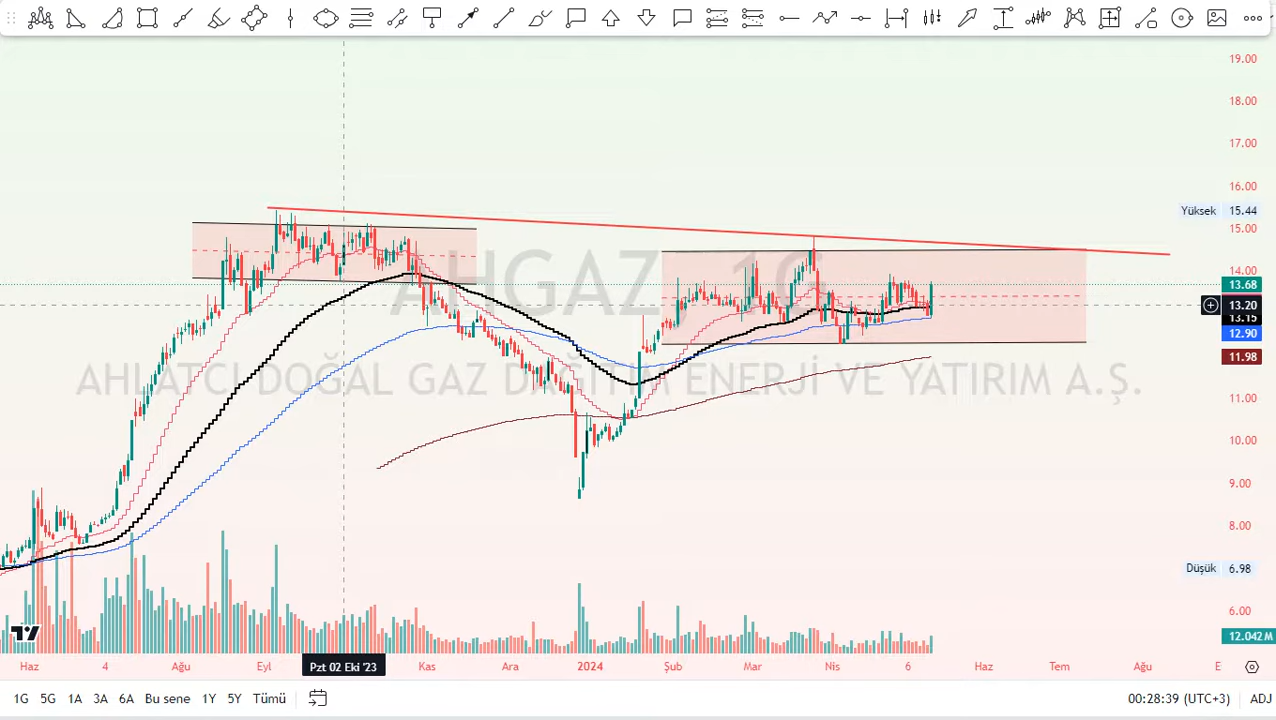 19.00
18.00
17.00
16.00
Yüksek 15.44
15.00
14.00
13.68
13.20
13.15
12.90
11.98
11.00
10.00
9.00
8.00
Düşük 6.98
6.00
12.042M
AHGAZ, 1G
AHLATCI DOĞAL GAZ DAĞITIM ENERJİ VE YATIRIM A.Ş.
Haz 4 Ağu Eyl Pzt 02 Eki '23 Kas Ara 2024 Şub Mar Nis 6 Haz Tem Ağu E
1G 5G 1A 3A 6A Bu sene 1Y 5Y Tümü 00:28:39 (UTC+3) ADJ